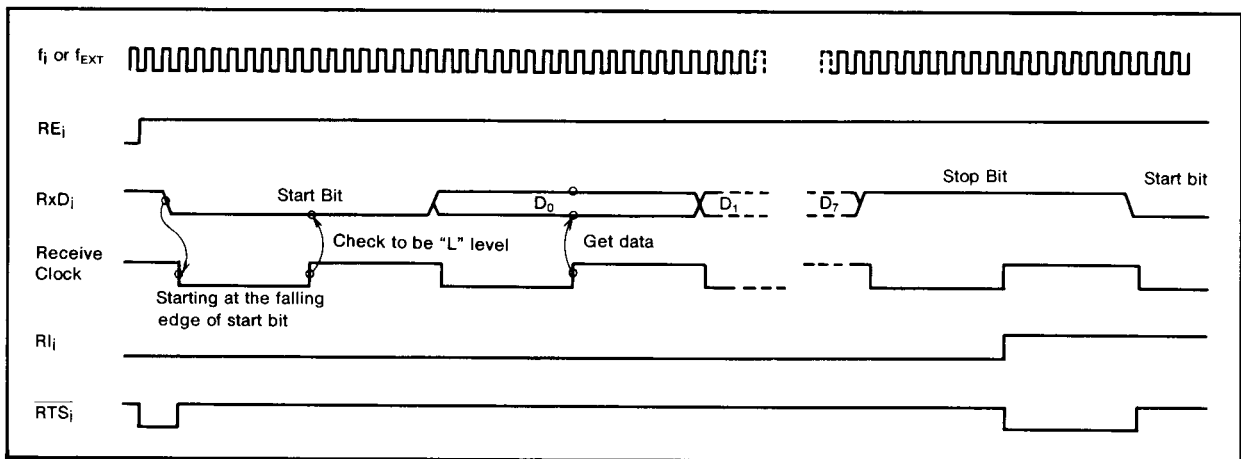 fi or fEXT
REi
RxDi
Start Bit
D0
D1
D7
Stop Bit
Start bit
Check to be "L" level
Get data
Receive
Clock
Starting at the falling
edge of start bit
RIi
RTSi